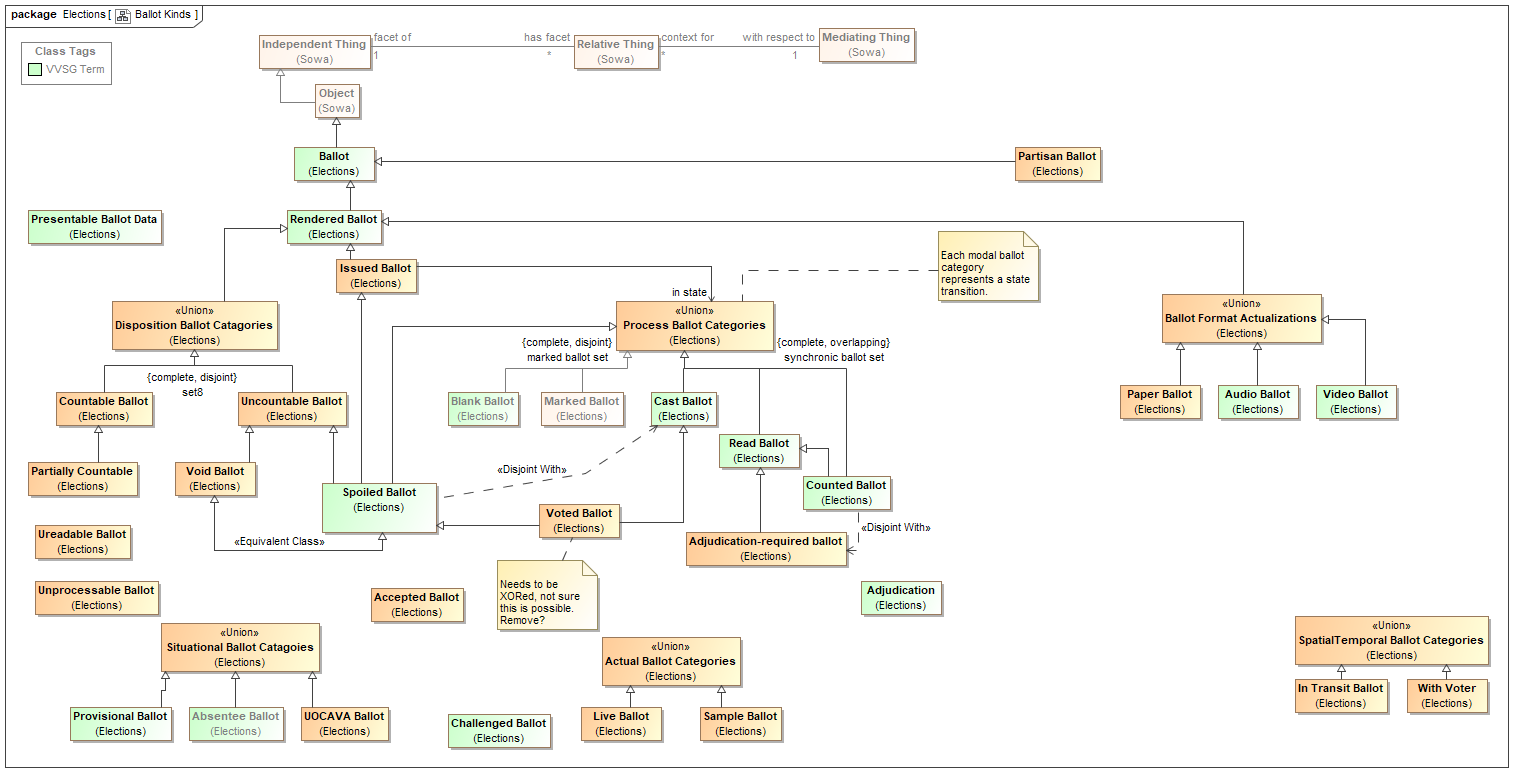 package Elections [ Ballot Kinds ]
Class Tags
VVSG Term
Independent Thing
(Sowa)
facet of
1
has facet
*
Relative Thing
(Sowa)
context for
*
with respect to
1
Mediating Thing
(Sowa)
Object
(Sowa)
Ballot
(Elections)
Partisan Ballot
(Elections)
Presentable Ballot Data
(Elections)
Rendered Ballot
(Elections)
Issued Ballot
(Elections)
Each modal ballot
category
represents a state
transition.
in state
«Union»
Disposition Ballot Catagories
(Elections)
«Union»
Process Ballot Categories
(Elections)
«Union»
Ballot Format Actualizations
(Elections)
{complete, disjoint}
marked ballot set
{complete, overlapping}
synchronic ballot set
{complete, disjoint}
set8
Countable Ballot
(Elections)
Uncountable Ballot
(Elections)
Blank Ballot
(Elections)
Marked Ballot
(Elections)
Cast Ballot
(Elections)
Paper Ballot
(Elections)
Audio Ballot
(Elections)
Video Ballot
(Elections)
Read Ballot
(Elections)
Partially Countable
(Elections)
Void Ballot
(Elections)
«Disjoint With»
Spoiled Ballot
(Elections)
Counted Ballot
(Elections)
Voted Ballot
(Elections)
«Disjoint With»
Ureadable Ballot
(Elections)
«Equivalent Class»
Adjudication-required ballot
(Elections)
Needs to be
XORed, not sure
this is possible.
Remove?
Unprocessable Ballot
(Elections)
Accepted Ballot
(Elections)
Adjudication
(Elections)
«Union»
Situational Ballot Catagoies
(Elections)
«Union»
Actual Ballot Categories
(Elections)
«Union»
SpatialTemporal Ballot Categories
(Elections)
Provisional Ballot
(Elections)
Absentee Ballot
(Elections)
UOCAVA Ballot
(Elections)
Challenged Ballot
(Elections)
Live Ballot
(Elections)
Sample Ballot
(Elections)
In Transit Ballot
(Elections)
With Voter
(Elections)